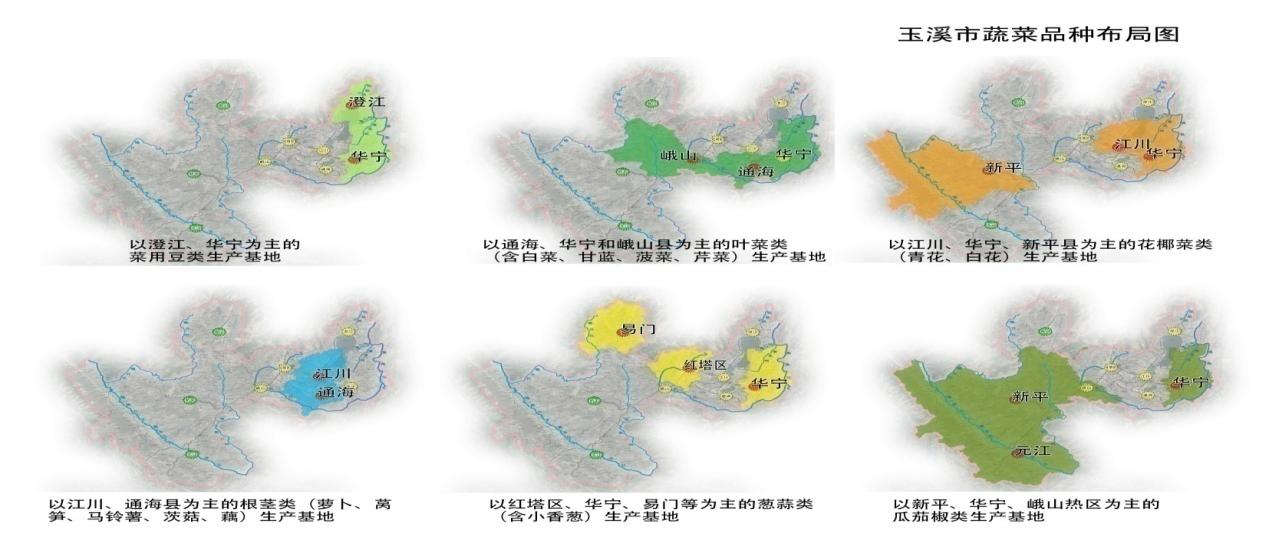 玉溪市蔬菜品种布局图
澄江
华宁
以澄江、华宁为主的
菜用豆类生产基地
峨山
华宁
通海
以通海、华宁和峨山县为主的叶菜类
（含白菜、甘蓝、菠菜、芹菜）生产基地
江川
华宁
新平
以江川、华宁、新平县为主的花椰菜类
（青花、白花）生产基地
江川
通海
以江川、通海县为主的根茎类（萝卜、莴
笋、马铃薯、茨菇、藕）生产基地
易门
红塔区
华宁
以红塔区、华宁、易门等为主的葱蒜类
（含小香葱）生产基地
华宁
新平
元江
以新平、华宁、峨山热区为主的
瓜茄椒类生产基地